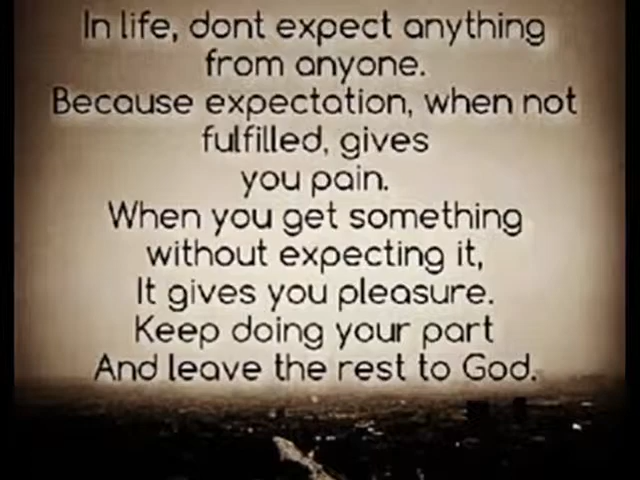 In life, dont expect anything
from anyone.
Because expectation, when not
fulfilled, gives
you pain.
When you get something
without expecting it,
It gives you pleasure.
Keep doing your part
And leave the rest to God.